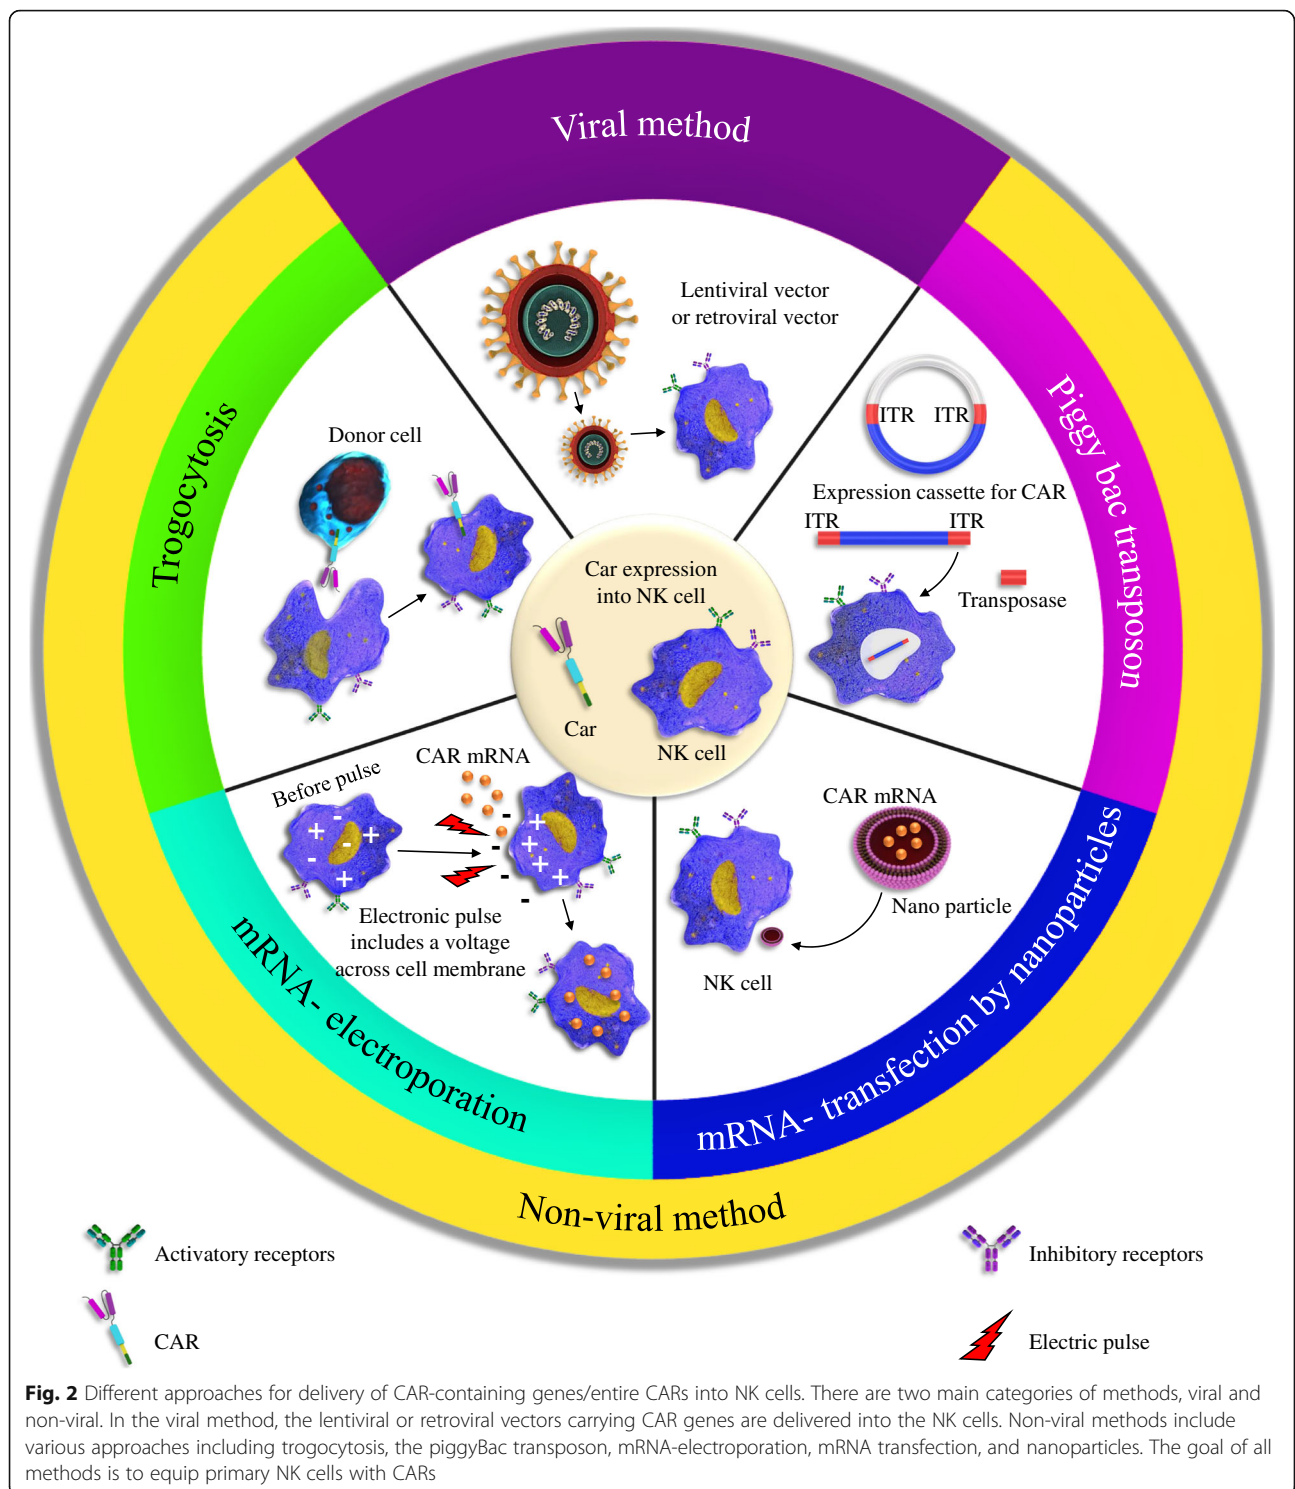 Viral method
Lentiviral vector
or retroviral vector
Piggy bac transposon
ITR ITR
Expression cassette for CAR
ITR ITR
Transposase
Trogocytosis
Donor cell
Car expression
into NK cell
Car
NK cell
Before pulse
CAR mRNA
- + + - - +
- + - + + - + -
Electronic pulse
includes a voltage
across cell membrane
mRNA- electroporation
CAR mRNA
Nano particle
NK cell
mRNA- transfection by nanoparticles
Non-viral method
Activatory receptors
Inhibitory receptors
CAR
Electric pulse
Fig. 2 Different approaches for delivery of CAR-containing genes/entire CARs into NK cells. There are two main categories of methods, viral and
non-viral. In the viral method, the lentiviral or retroviral vectors carrying CAR genes are delivered into the NK cells. Non-viral methods include
various approaches including trogocytosis, the piggyBac transposon, mRNA-electroporation, mRNA transfection, and nanoparticles. The goal of all
methods is to equip primary NK cells with CARs